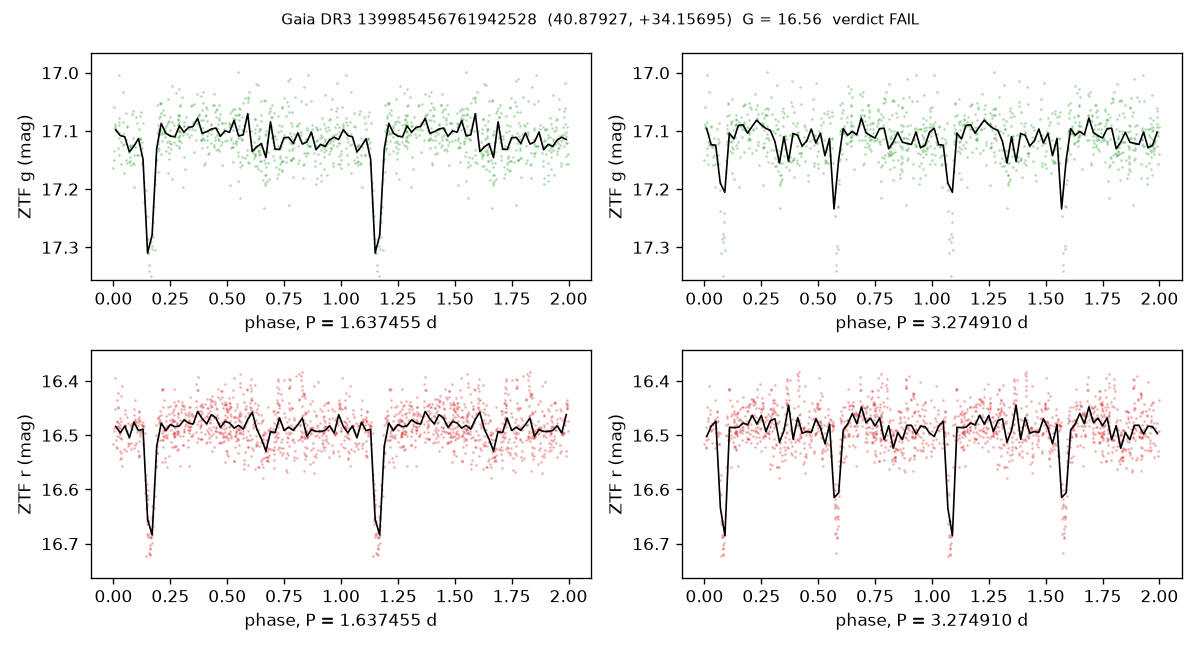 Gaia DR3 139985456761942528  (40.87927, +34.15695)  G = 16.56  verdict FAIL
ZTF g (mag)
17.0
17.1
17.2
17.3
0.00 0.25 0.50 0.75 1.00 1.25 1.50 1.75 2.00
phase, P = 1.637455 d
ZTF g (mag)
17.0
17.1
17.2
17.3
0.00 0.25 0.50 0.75 1.00 1.25 1.50 1.75 2.00
phase, P = 3.274910 d
ZTF r (mag)
16.4
16.5
16.6
16.7
0.00 0.25 0.50 0.75 1.00 1.25 1.50 1.75 2.00
phase, P = 1.637455 d
ZTF r (mag)
16.4
16.5
16.6
16.7
0.00 0.25 0.50 0.75 1.00 1.25 1.50 1.75 2.00
phase, P = 3.274910 d